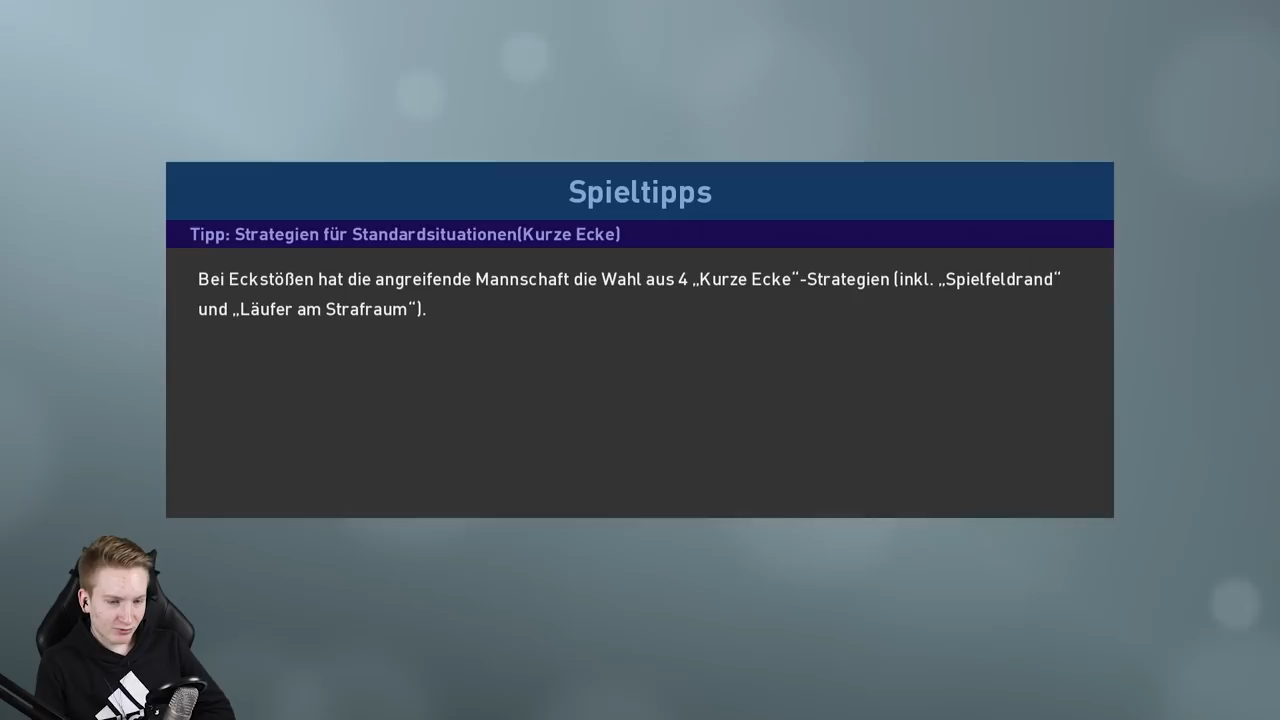 Spieltipps
Tipp: Strategien für Standardsituationen(Kurze Ecke)
Bei Eckstößen hat die angreifende Mannschaft die Wahl aus 4 „Kurze Ecke“-Strategien (inkl. „Spielfeldrand“
und „Läufer am Strafraum“).